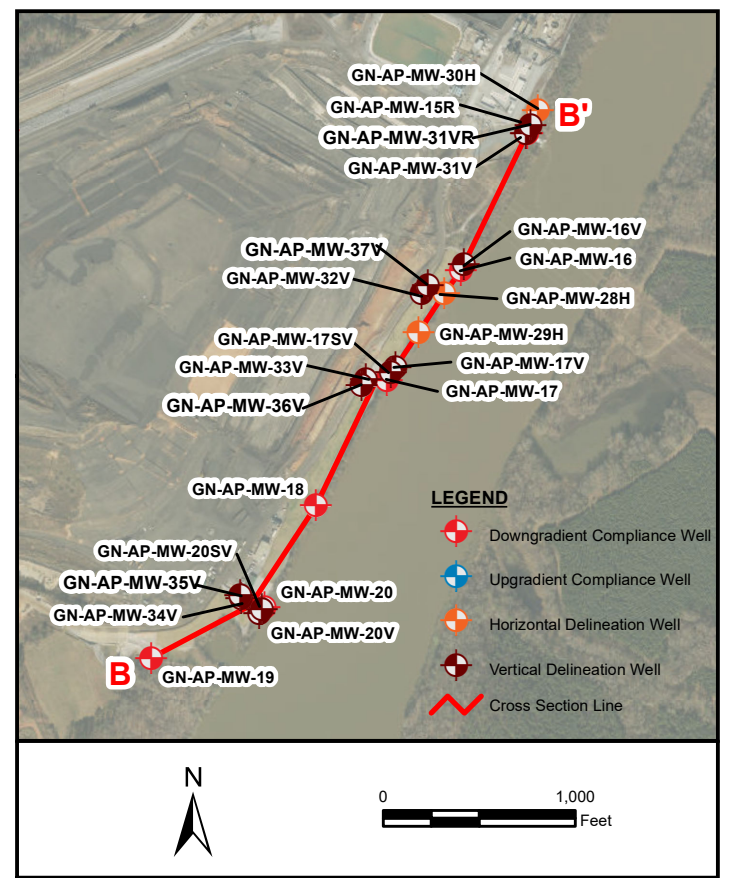 GN-AP-MW-30H
GN-AP-MW-15R
B'
GN-AP-MW-31VR
GN-AP-MW-31V
GN-AP-MW-16V
GN-AP-MW-37V
GN-AP-MW-16
GN-AP-MW-32V
GN-AP-MW-28H
GN-AP-MW-17SV
GN-AP-MW-29H
GN-AP-MW-33V
GN-AP-MW-17V
GN-AP-MW-36V
GN-AP-MW-17
GN-AP-MW-18
LEGEND
Downgradient Compliance Well
Upgradient Compliance Well
Horizontal Delineation Well
Vertical Delineation Well
Cross Section Line
GN-AP-MW-20SV
GN-AP-MW-35V
GN-AP-MW-20
GN-AP-MW-34V
GN-AP-MW-20V
B
GN-AP-MW-19
N
0
1,000
Feet